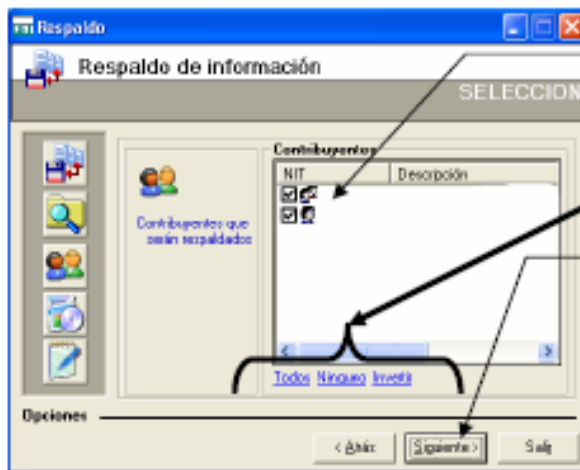 Respaldo
Respaldo de información
SELECCION
Contribuyentes
NIT Descripción
Contribuyentes que
serán respaldados
Todos Ninguno Invertir
Opciones
< Atrás Siguiente > Salir